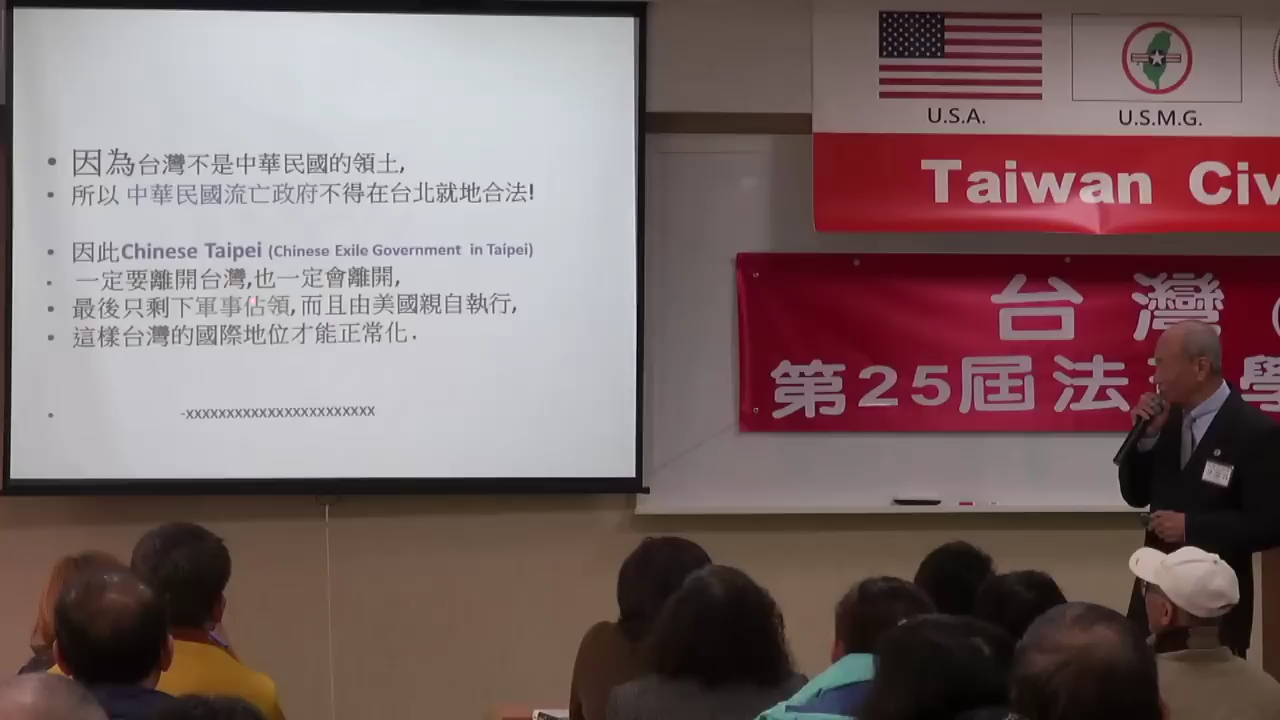 因為台灣不是中華民國的領土,
所以 中華民國流亡政府不得在台北就地合法!
因此Chinese Taipei (Chinese Exile Government in Taipei)
一定要離開台灣,也一定會離開,
最後只剩下軍事佔領, 而且由美國親自執行,
這樣台灣的國際地位才能正常化 .
-xxxxxxxxxxxxxxxxxxxxxxxx
U.S.A.
U.S.M.G.
Taiwan Civ
台 灣
第25屆法